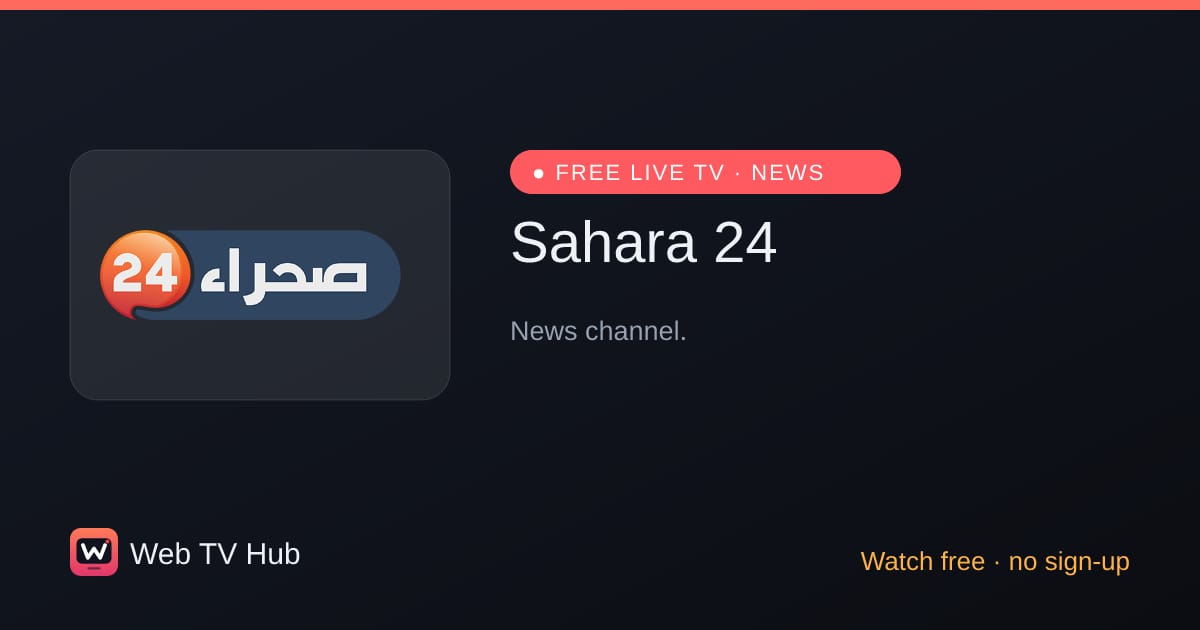 FREE LIVE TV · NEWS
Sahara 24
24 صحراء
News channel.
Web TV Hub
Watch free · no sign-up